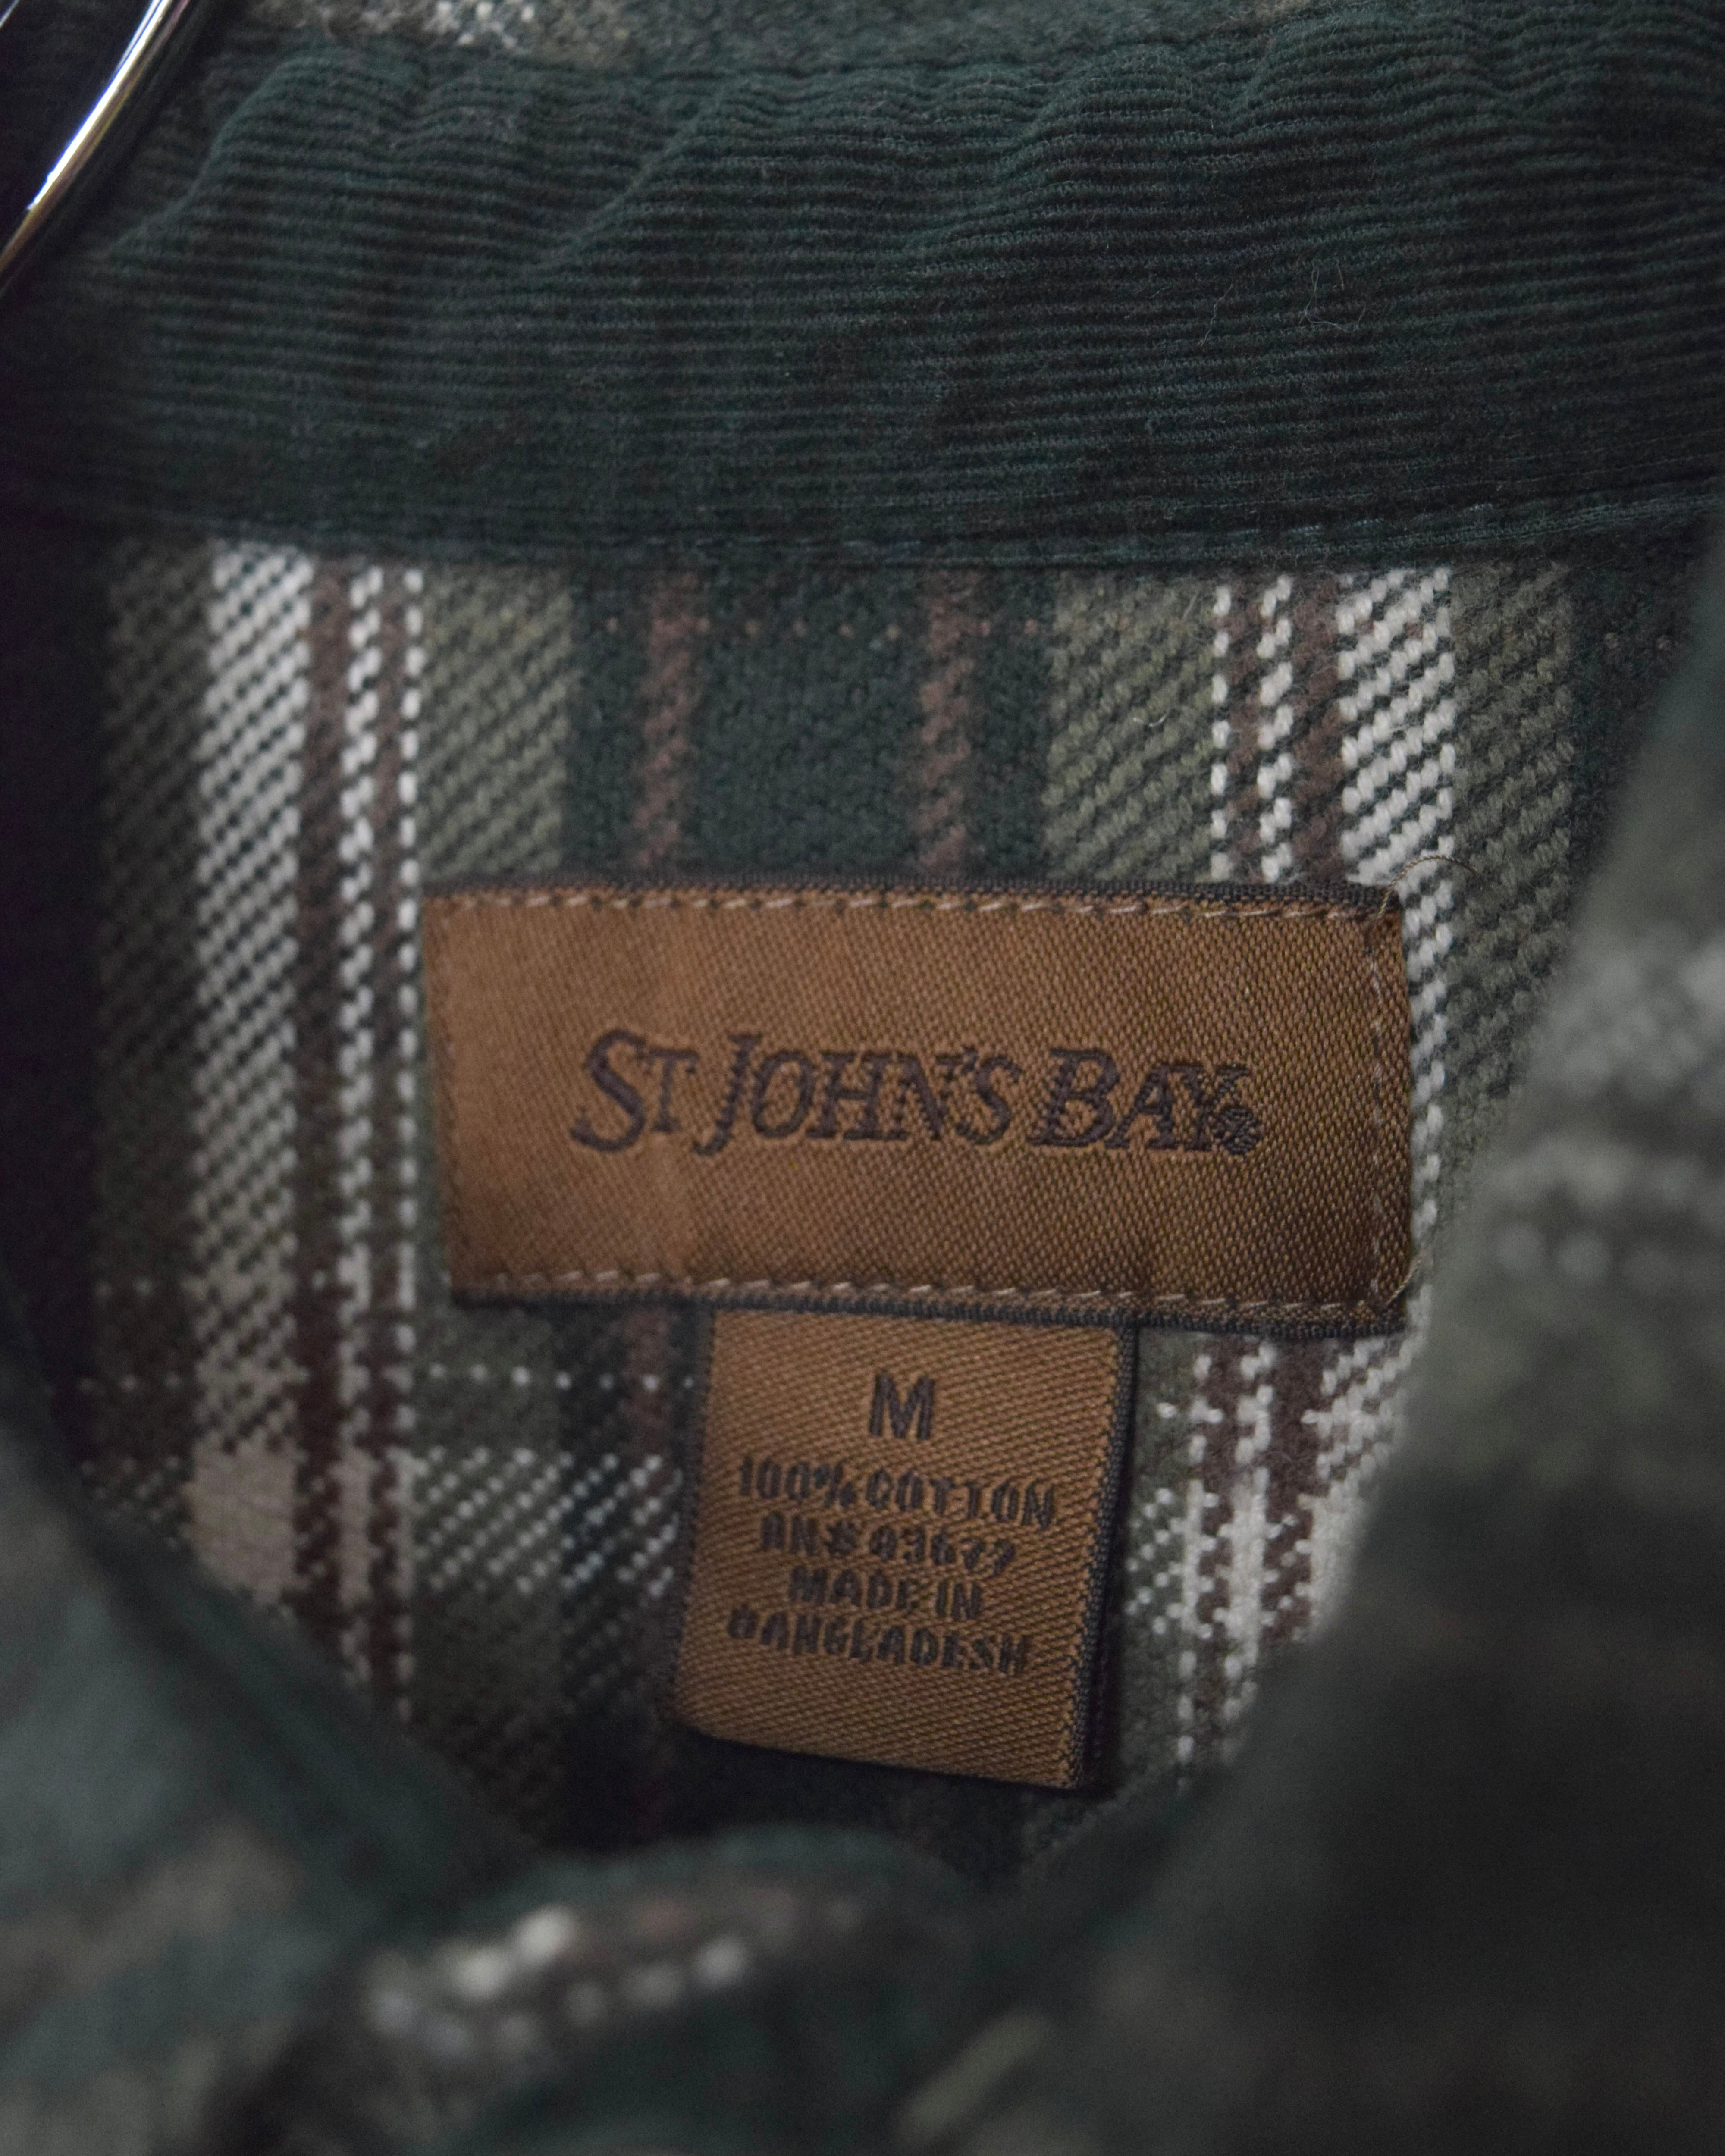 ST JOHN'S BAY®
M
100% COTTON
RN# 93677
MADE IN
BANGLADESH